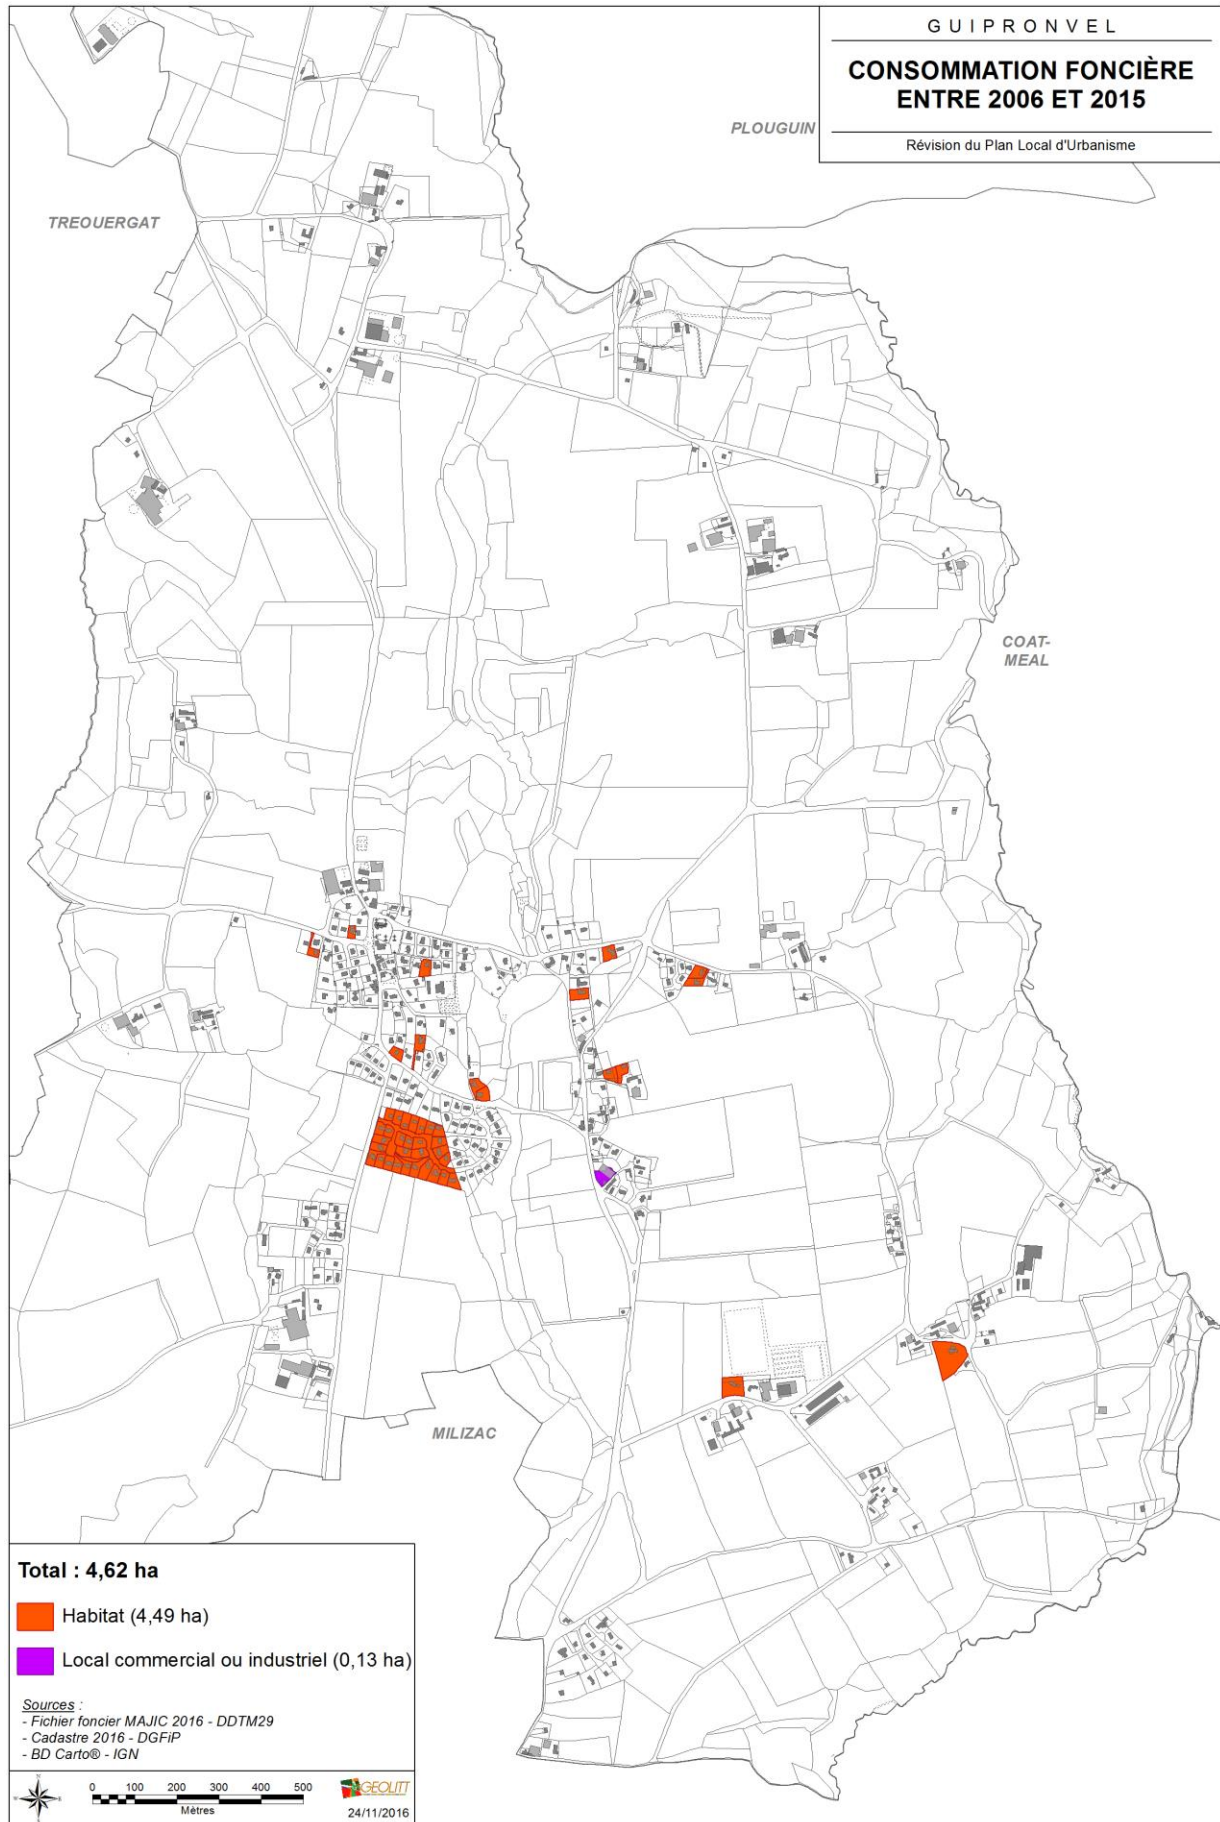 GUIPRONVEL
CONSOMMATION FONCIÈRE
ENTRE 2006 ET 2015
Révision du Plan Local d'Urbanisme
PLOUGUIN
TREOUERGAT
COAT-
MEAL
MILIZAC
Total : 4,62 ha
Habitat (4,49 ha)
Local commercial ou industriel (0,13 ha)
Sources :
- Fichier foncier MAJIC 2016 - DDTM29
- Cadastre 2016 - DGFiP
- BD Carto® - IGN
N
0 100 200 300 400 500
Mètres
GEOLITT
24/11/2016